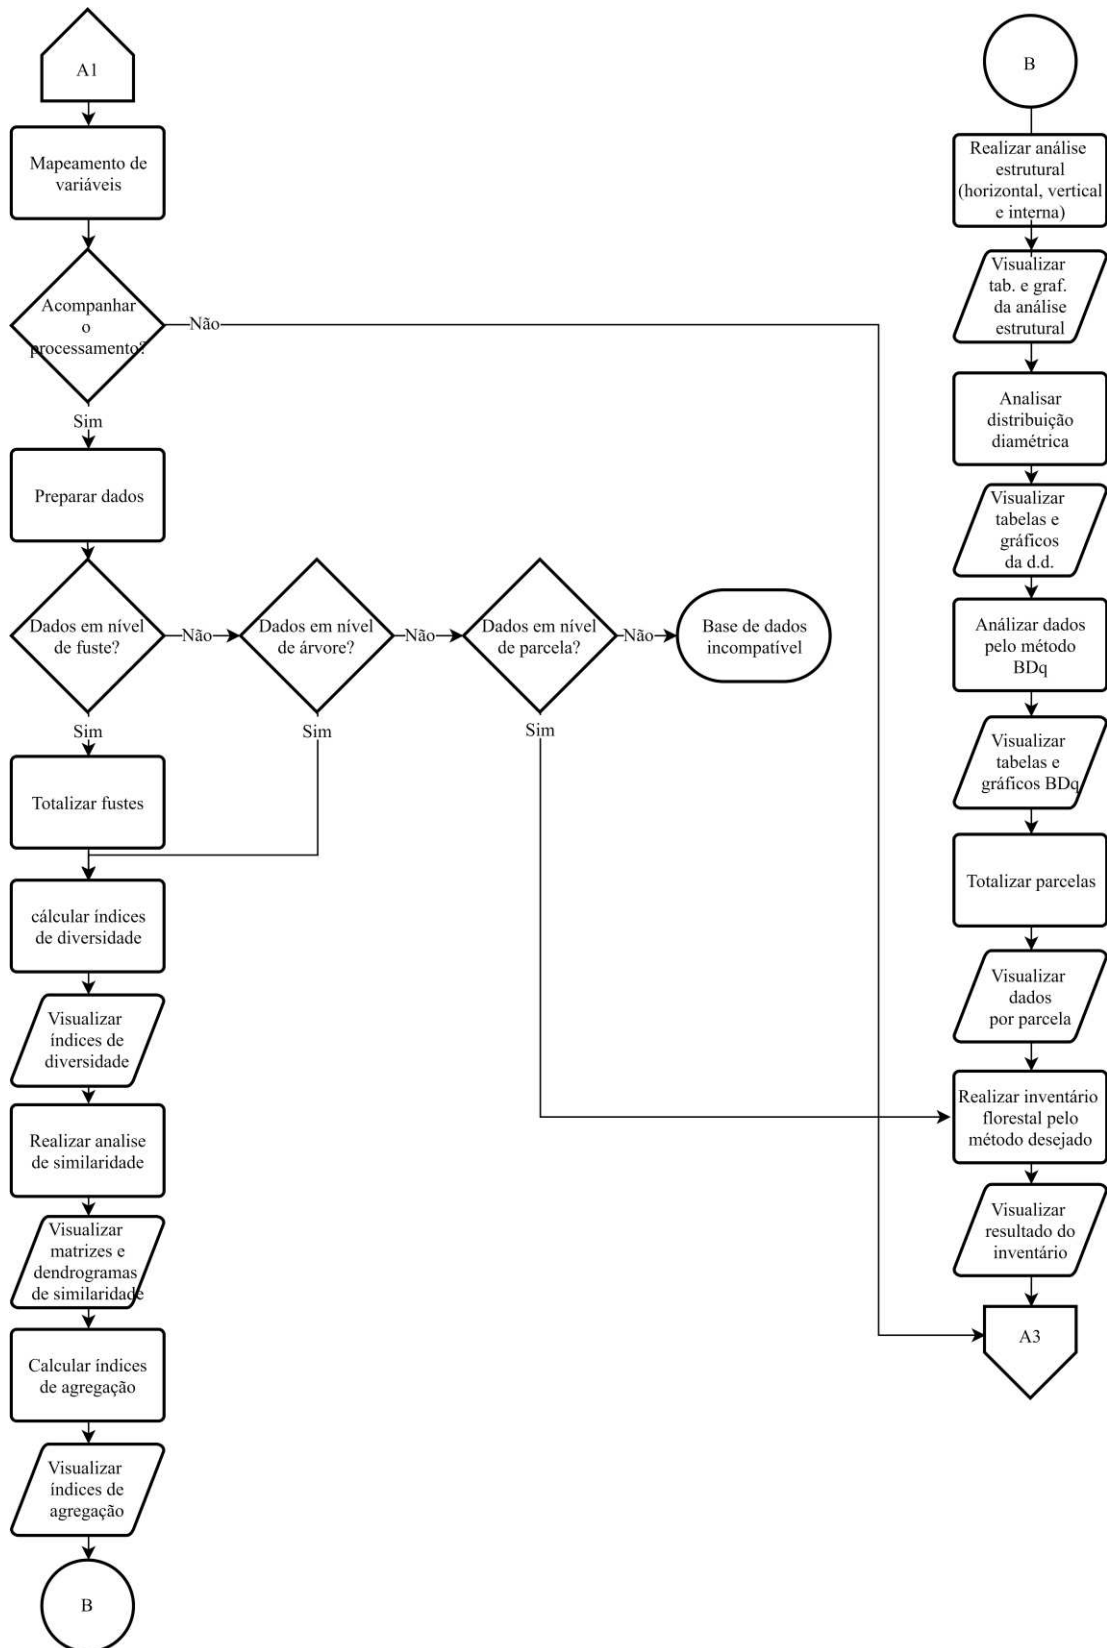 A1
Mapeamento de
variáveis
Acompanhar
o
processamento?
Não
Sim
Preparar dados
Dados em nível
de fuste?
Não
Dados em nível
de árvore?
Não
Dados em nível
de parcela?
Não
Base de dados
incompatível
Sim
Sim
Sim
Totalizar fustes
cálcular índices
de diversidade
Visualizar
índices de
diversidade
Realizar analise
de similaridade
Visualizar
matrizes e
dendrogramas
de similaridade
Calcular índices
de agregação
Visualizar
índices de
agregação
B
B
Realizar análise
estrutural
(horizontal, vertical
e interna)
Visualizar
tab. e graf.
da análise
estrutural
Analisar
distribuição
diamétrica
Visualizar
tabelas e
gráficos
da d.d.
Análizar dados
pelo método
BDq
Visualizar
tabelas e
gráficos BDq
Totalizar parcelas
Visualizar
dados
por parcela
Realizar inventário
florestal pelo
método desejado
Visualizar
resultado do
inventário
A3